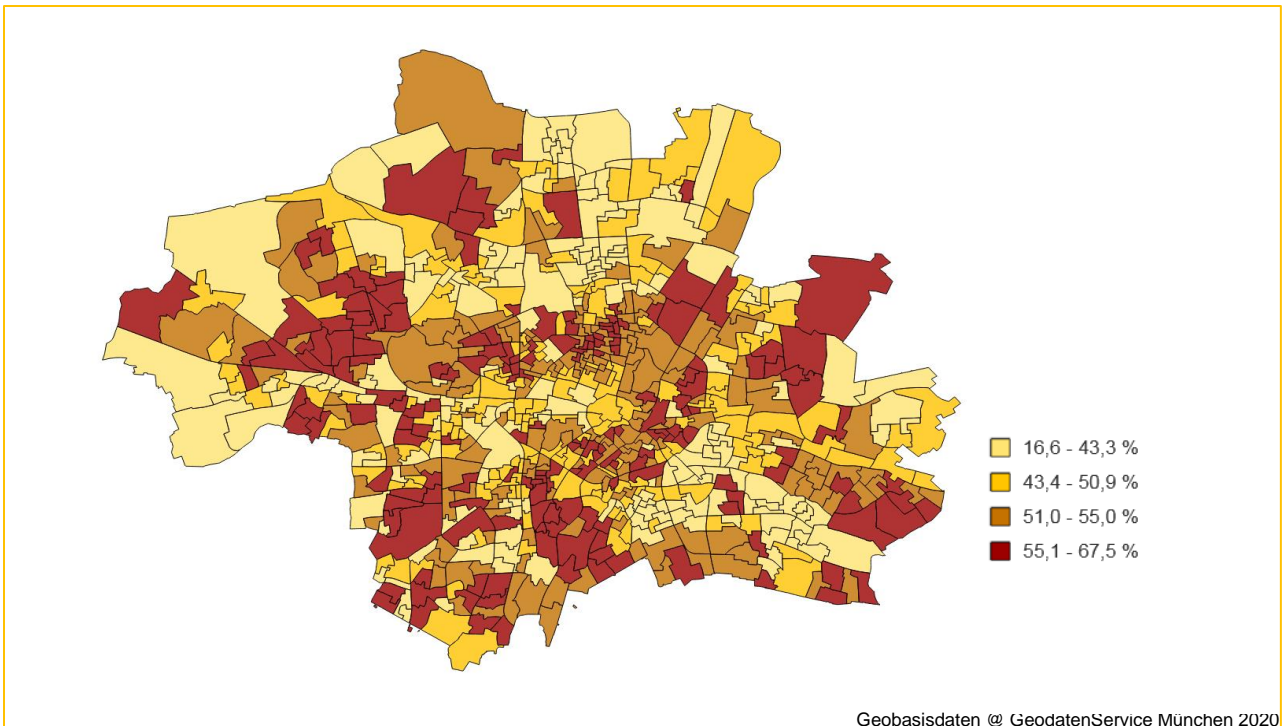 16,6 - 43,3 %
43,4 - 50,9 %
51,0 - 55,0 %
55,1 - 67,5 %
Geobasisdaten @ GeodatenService München 2020